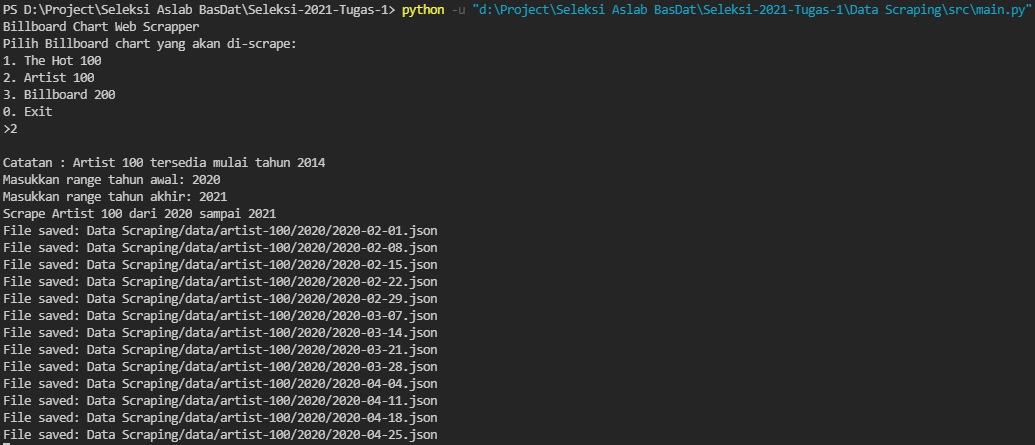 PS D:\Project\Seleksi Aslab BasDat\Seleksi-2021-Tugas-1> python -u "d:\Project\Seleksi Aslab BasDat\Seleksi-2021-Tugas-1\Data Scraping\src\main.py"
Billboard Chart Web Scrapper
Pilih Billboard chart yang akan di-scrape:
1. The Hot 100
2. Artist 100
3. Billboard 200
0. Exit
>2
Catatan : Artist 100 tersedia mulai tahun 2014
Masukkan range tahun awal: 2020
Masukkan range tahun akhir: 2021
Scrape Artist 100 dari 2020 sampai 2021
File saved: Data Scraping/data/artist-100/2020/2020-02-01.json
File saved: Data Scraping/data/artist-100/2020/2020-02-08.json
File saved: Data Scraping/data/artist-100/2020/2020-02-15.json
File saved: Data Scraping/data/artist-100/2020/2020-02-22.json
File saved: Data Scraping/data/artist-100/2020/2020-02-29.json
File saved: Data Scraping/data/artist-100/2020/2020-03-07.json
File saved: Data Scraping/data/artist-100/2020/2020-03-14.json
File saved: Data Scraping/data/artist-100/2020/2020-03-21.json
File saved: Data Scraping/data/artist-100/2020/2020-03-28.json
File saved: Data Scraping/data/artist-100/2020/2020-04-04.json
File saved: Data Scraping/data/artist-100/2020/2020-04-11.json
File saved: Data Scraping/data/artist-100/2020/2020-04-18.json
File saved: Data Scraping/data/artist-100/2020/2020-04-25.json